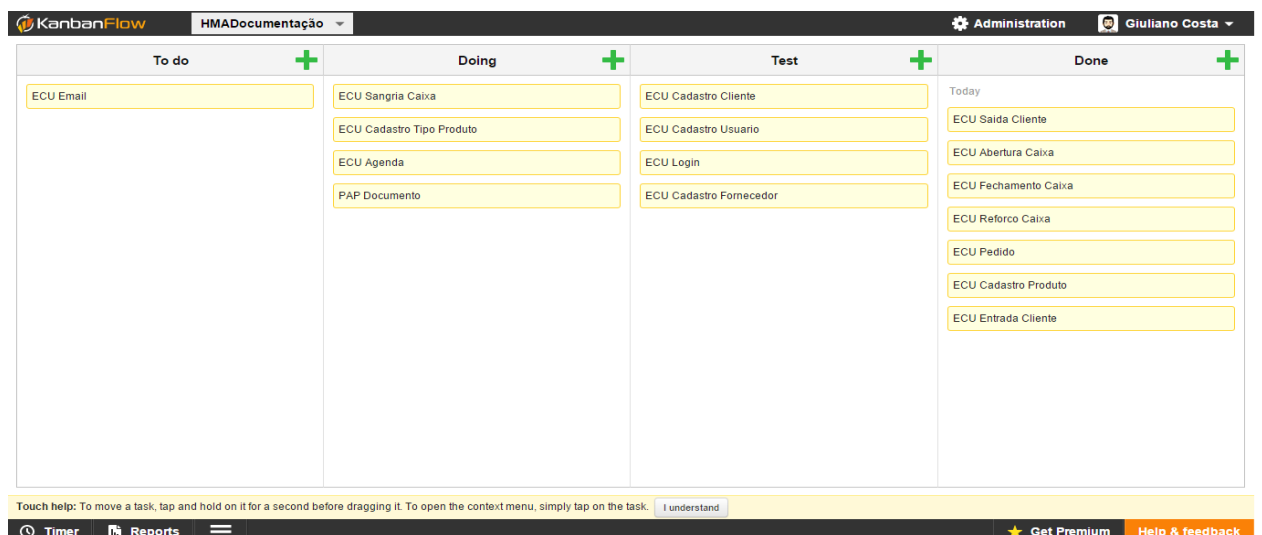 KanbanFlow HMADocumentação Administration Giuliano Costa
To do Doing Test Done
ECU Email
ECU Sangria Caixa
ECU Cadastro Tipo Produto
ECU Agenda
PAP Documento
ECU Cadastro Cliente
ECU Cadastro Usuario
ECU Login
ECU Cadastro Fornecedor
Today
ECU Saida Cliente
ECU Abertura Caixa
ECU Fechamento Caixa
ECU Reforco Caixa
ECU Pedido
ECU Cadastro Produto
ECU Entrada Cliente
Touch help: To move a task, tap and hold on it for a second before dragging it. To open the context menu, simply tap on the task. I understand
Timer Reports Get Premium Help & feedback